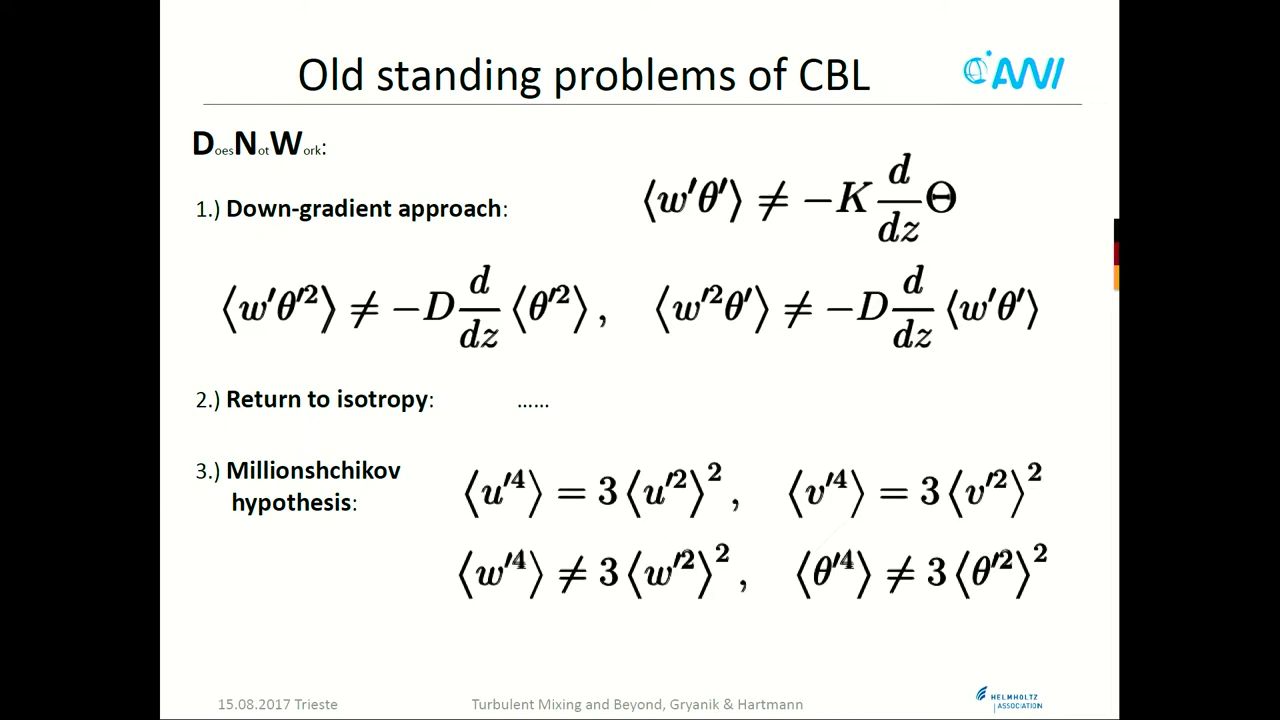 Old standing problems of CBL
AWI
DoesNotWork:
1.) Down-gradient approach: ⟨w′θ′⟩ ≠ −K d/dz Θ
⟨w′θ′²⟩ ≠ −D d/dz ⟨θ′²⟩, ⟨w′²θ′⟩ ≠ −D d/dz ⟨w′θ′⟩
2.) Return to isotropy: ......
3.) Millionshchikov
hypothesis:
⟨u′⁴⟩ = 3⟨u′²⟩², ⟨v′⁴⟩ = 3⟨v′²⟩²
⟨w′⁴⟩ ≠ 3⟨w′²⟩², ⟨θ′⁴⟩ ≠ 3⟨θ′²⟩²
15.08.2017 Trieste
Turbulent Mixing and Beyond, Gryanik & Hartmann
HELMHOLTZ
ASSOCIATION